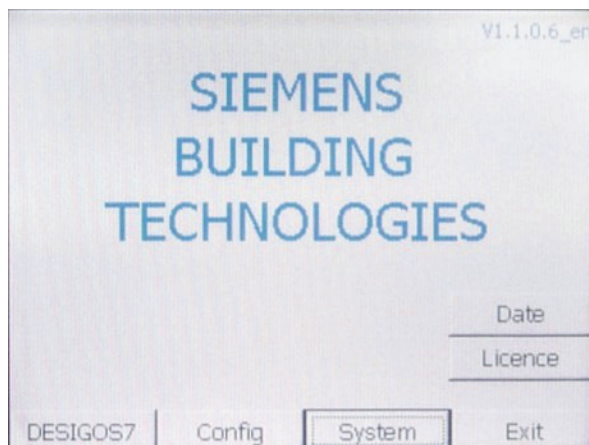 V1.1.0.6_en
SIEMENS
BUILDING
TECHNOLOGIES
Date
Licence
DESIGOS7 Config System Exit